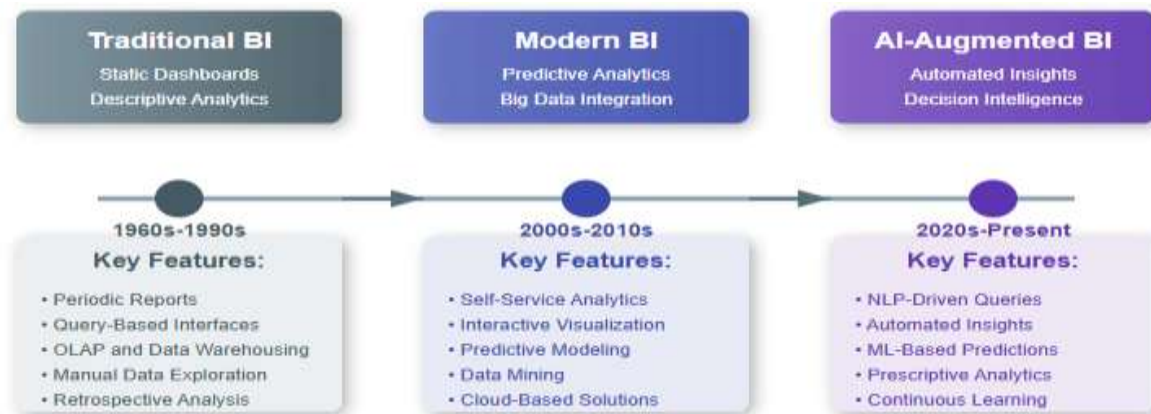 Traditional BI
Static Dashboards
Descriptive Analytics
Modern BI
Predictive Analytics
Big Data Integration
AI-Augmented BI
Automated Insights
Decision Intelligence
1960s-1990s
Key Features:
• Periodic Reports
• Query-Based Interfaces
• OLAP and Data Warehousing
• Manual Data Exploration
• Retrospective Analysis
2000s-2010s
Key Features:
• Self-Service Analytics
• Interactive Visualization
• Predictive Modeling
• Data Mining
• Cloud-Based Solutions
2020s-Present
Key Features:
• NLP-Driven Queries
• Automated Insights
• ML-Based Predictions
• Prescriptive Analytics
• Continuous Learning